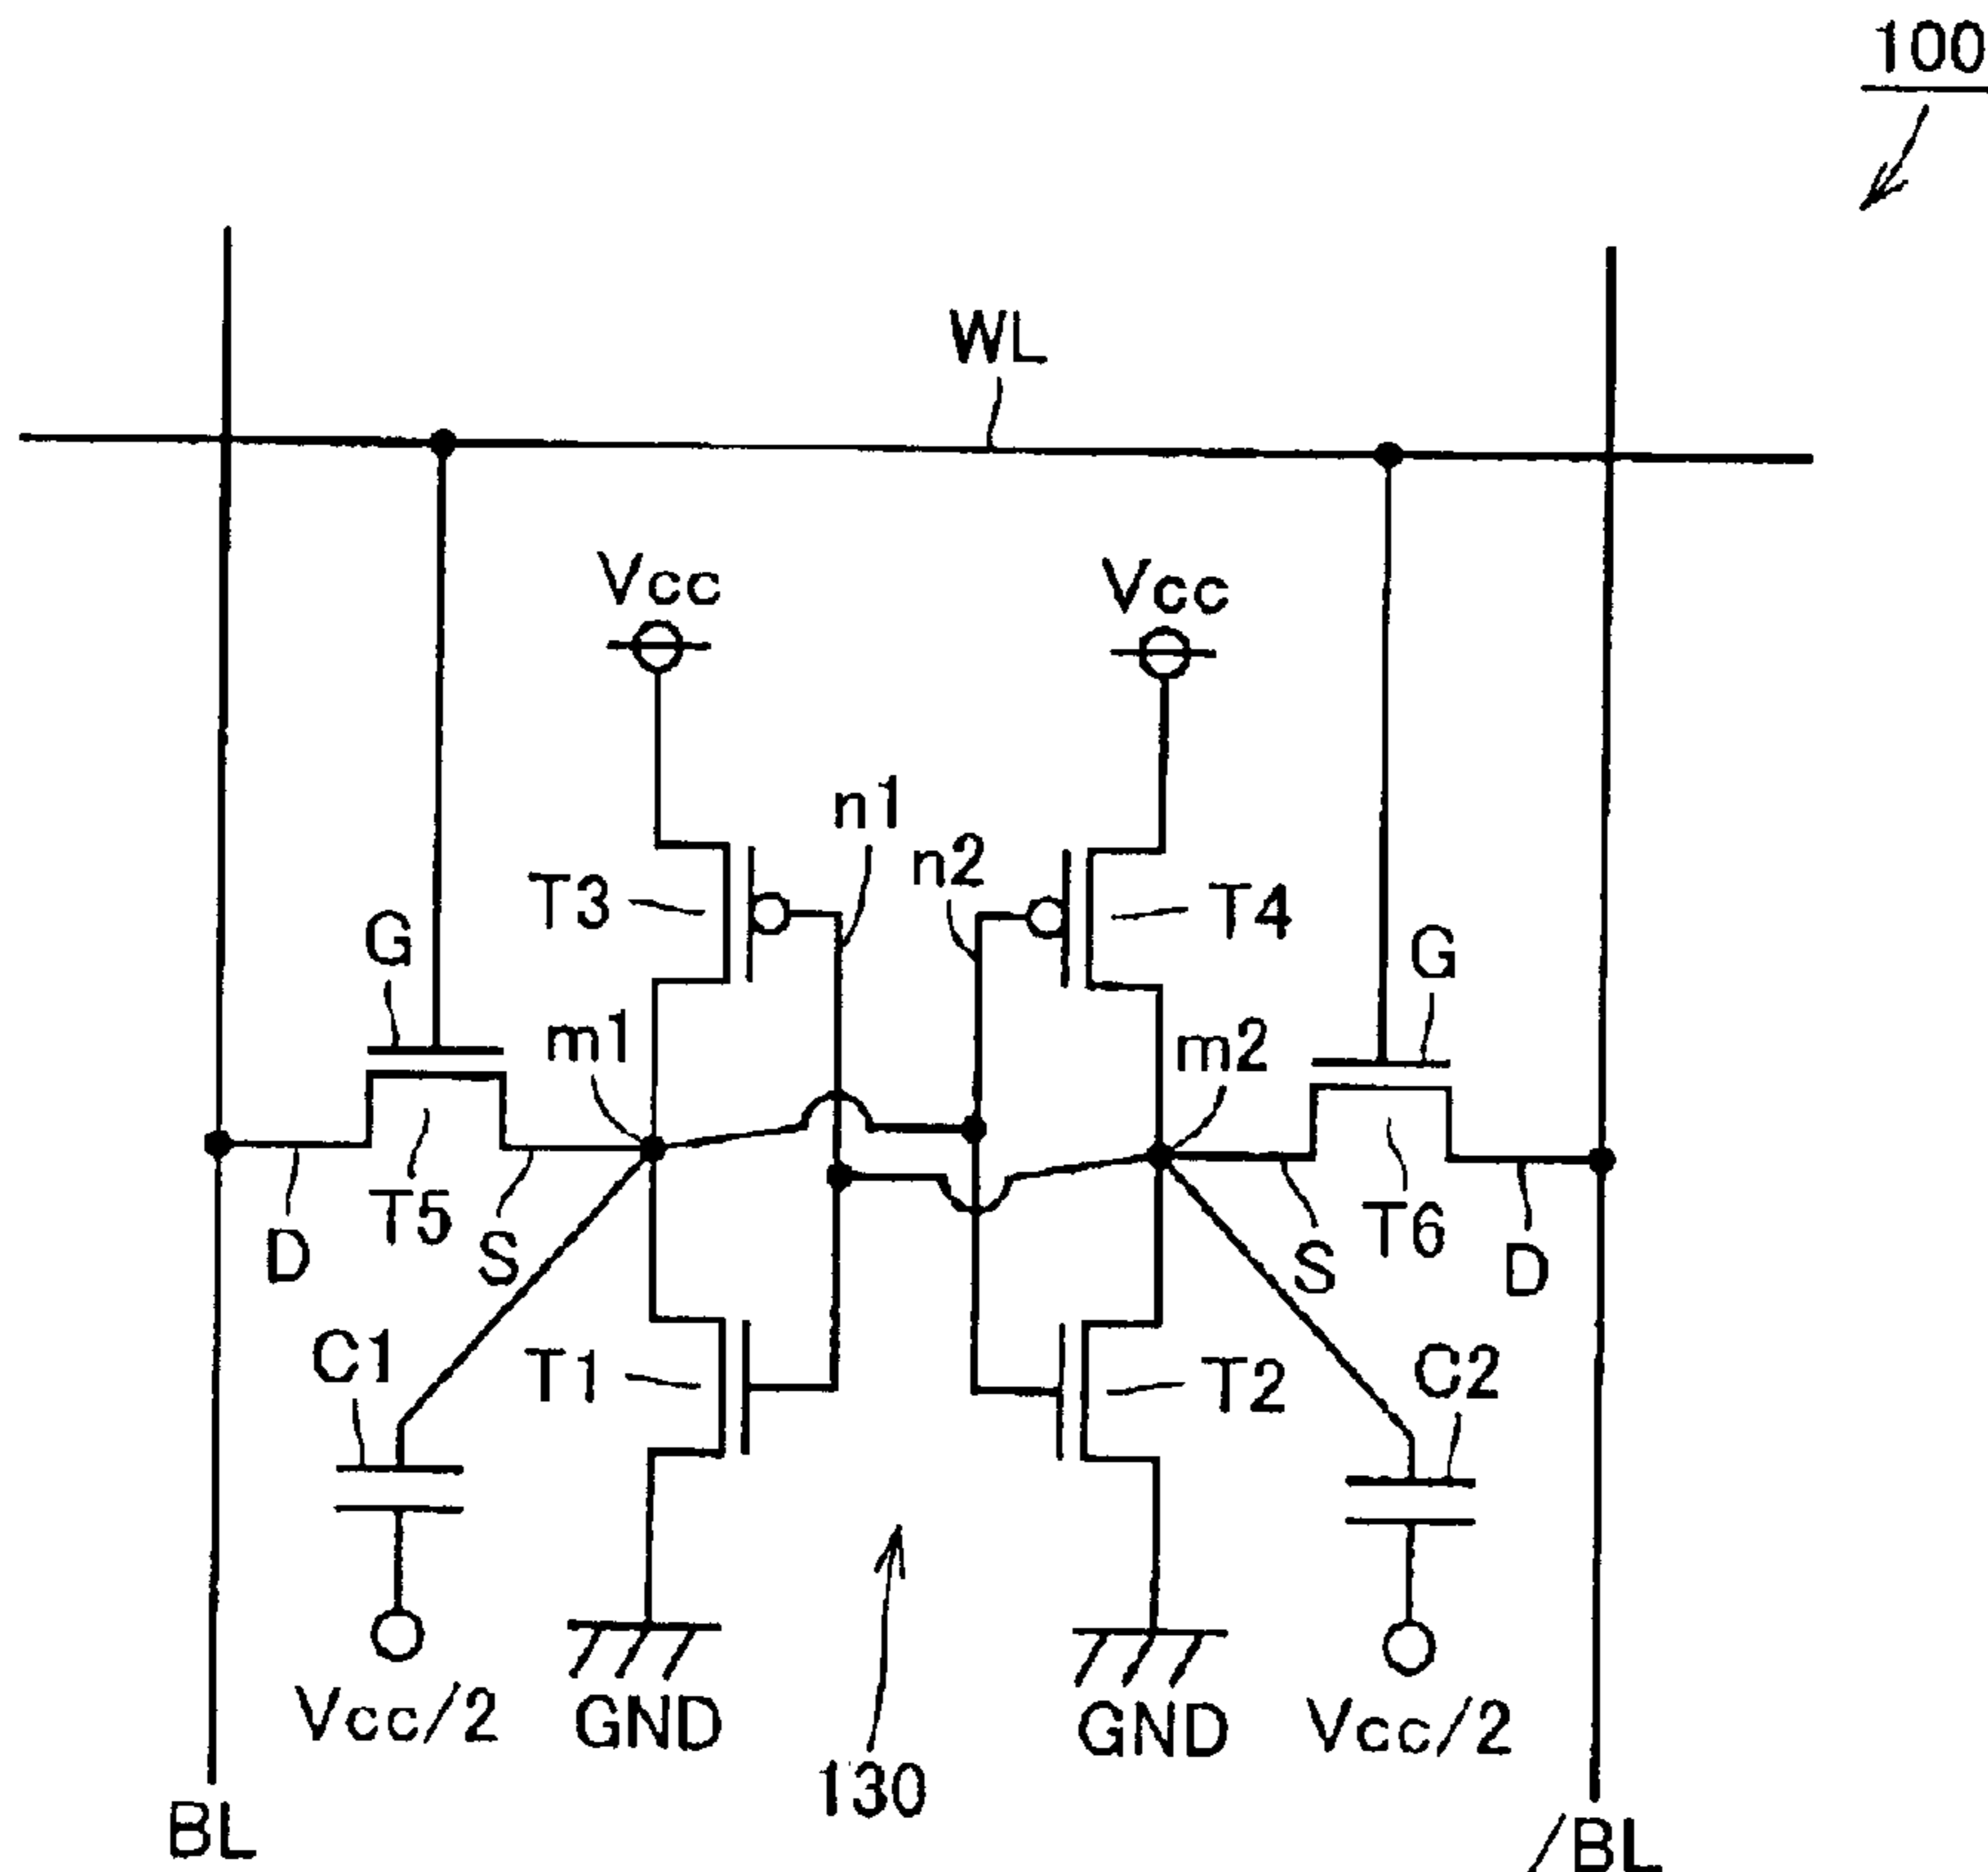 100
WL
Vcc
Vcc
n1
n2
T3
T4
G
G
m1
m2
T5
T6
D
S
S
D
C1
T1
T2
C2
Vcc/2
GND
GND
Vcc/2
130
BL
/BL